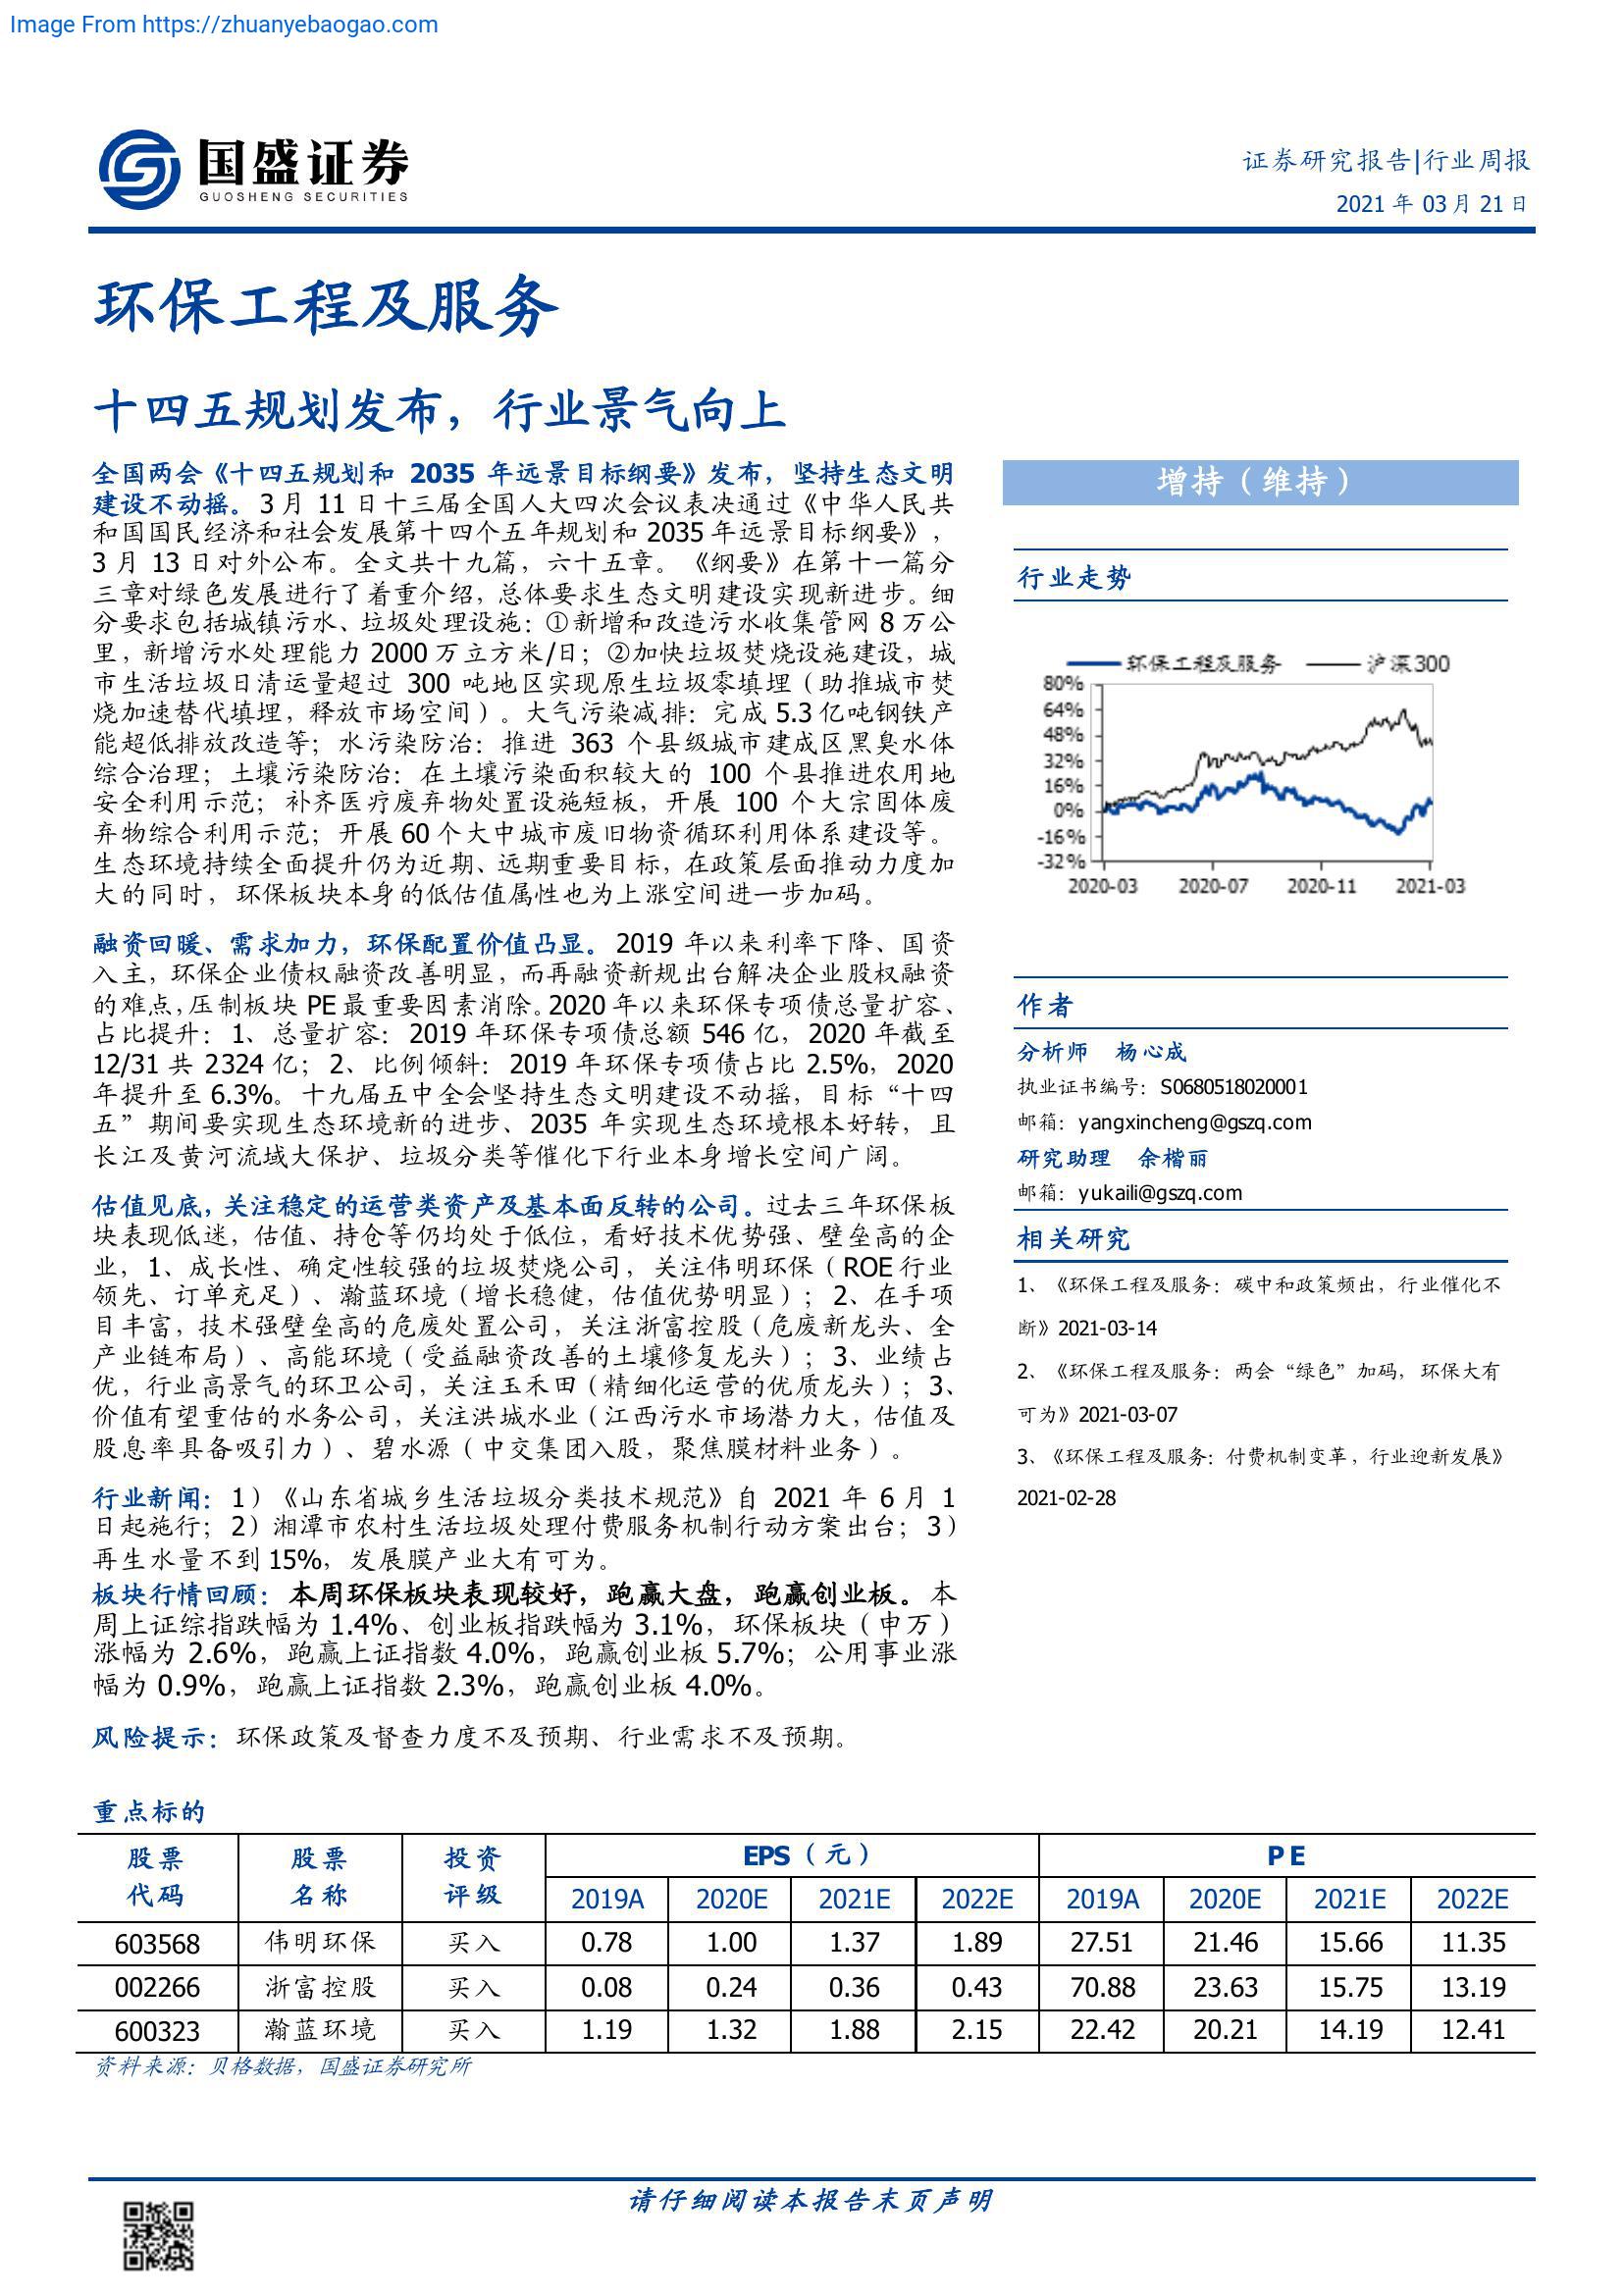 Image From https://zhuanyebaogao.com
国盛证券
GUOSHENG SECURITIES
证券研究报告|行业周报
2021 年 03 月 21 日
环保工程及服务
十四五规划发布，行业景气向上
全国两会《十四五规划和 2035 年远景目标纲要》发布，坚持生态文明
建设不动摇。3 月 11 日十三届全国人大四次会议表决通过《中华人民共
和国国民经济和社会发展第十四个五年规划和 2035 年远景目标纲要》，
3 月 13 日对外公布。全文共十九篇，六十五章。《纲要》在第十一篇分
三章对绿色发展进行了着重介绍，总体要求生态文明建设实现新进步。细
分要求包括城镇污水、垃圾处理设施：①新增和改造污水收集管网 8 万公
里，新增污水处理能力 2000 万立方米/日；②加快垃圾焚烧设施建设，城
市生活垃圾日清运量超过 300 吨地区实现原生垃圾零填埋（助推城市焚
烧加速替代填埋，释放市场空间）。大气污染减排：完成 5.3 亿吨钢铁产
能超低排放改造等；水污染防治：推进 363 个县级城市建成区黑臭水体
综合治理；土壤污染防治：在土壤污染面积较大的 100 个县推进农用地
安全利用示范；补齐医疗废弃物处置设施短板，开展 100 个大宗固体废
弃物综合利用示范；开展 60 个大中城市废旧物资循环利用体系建设等。
生态环境持续全面提升仍为近期、远期重要目标，在政策层面推动力度加
大的同时，环保板块本身的低估值属性也为上涨空间进一步加码。
融资回暖、需求加力，环保配置价值凸显。2019 年以来利率下降、国资
入主，环保企业债权融资改善明显，而再融资新规出台解决企业股权融资
的难点，压制板块 PE 最重要因素消除。2020 年以来环保专项债总量扩容、
占比提升：1、总量扩容：2019 年环保专项债总额 546 亿，2020 年截至
12/31 共 2324 亿；2、比例倾斜：2019 年环保专项债占比 2.5%，2020
年提升至 6.3%。十九届五中全会坚持生态文明建设不动摇，目标“十四
五”期间要实现生态环境新的进步、2035 年实现生态环境根本好转，且
长江及黄河流域大保护、垃圾分类等催化下行业本身增长空间广阔。
估值见底，关注稳定的运营类资产及基本面反转的公司。过去三年环保板
块表现低迷，估值、持仓等仍均处于低位，看好技术优势强、壁垒高的企
业，1、成长性、确定性较强的垃圾焚烧公司，关注伟明环保（ROE 行业
领先、订单充足）、瀚蓝环境（增长稳健，估值优势明显）；2、在手项
目丰富，技术强壁垒高的危废处置公司，关注浙富控股（危废新龙头、全
产业链布局）、高能环境（受益融资改善的土壤修复龙头）；3、业绩占
优，行业高景气的环卫公司，关注玉禾田（精细化运营的优质龙头）；3、
价值有望重估的水务公司，关注洪城水业（江西污水市场潜力大，估值及
股息率具备吸引力）、碧水源（中交集团入股，聚焦膜材料业务）。
行业新闻：1）《山东省城乡生活垃圾分类技术规范》自 2021 年 6 月 1
日起施行；2）湘潭市农村生活垃圾处理付费服务机制行动方案出台；3）
再生水量不到 15%，发展膜产业大有可为。
板块行情回顾：本周环保板块表现较好，跑赢大盘，跑赢创业板。本
周上证综指跌幅为 1.4%、创业板指跌幅为 3.1%，环保板块（申万）
涨幅为 2.6%，跑赢上证指数 4.0%，跑赢创业板 5.7%；公用事业涨
幅为 0.9%，跑赢上证指数 2.3%，跑赢创业板 4.0%。
风险提示：环保政策及督查力度不及预期、行业需求不及预期。
增持（维持）
行业走势
环保工程及服务 沪深300
80%
64%
48%
32%
16%
0%
-16%
-32%
2020-03 2020-07 2020-11 2021-03
作者
分析师 杨心成
执业证书编号：S0680518020001
邮箱：yangxincheng@gszq.com
研究助理 余楷丽
邮箱：yukaili@gszq.com
相关研究
1、《环保工程及服务：碳中和政策频出，行业催化不
断》2021-03-14
2、《环保工程及服务：两会“绿色”加码，环保大有
可为》2021-03-07
3、《环保工程及服务：付费机制变革，行业迎新发展》
2021-02-28
重点标的
股票 股票 投资 EPS（元） P E
代码 名称 评级 2019A 2020E 2021E 2022E 2019A 2020E 2021E 2022E
603568 伟明环保 买入 0.78 1.00 1.37 1.89 27.51 21.46 15.66 11.35
002266 浙富控股 买入 0.08 0.24 0.36 0.43 70.88 23.63 15.75 13.19
600323 瀚蓝环境 买入 1.19 1.32 1.88 2.15 22.42 20.21 14.19 12.41
资料来源：贝格数据，国盛证券研究所
请仔细阅读本报告末页声明